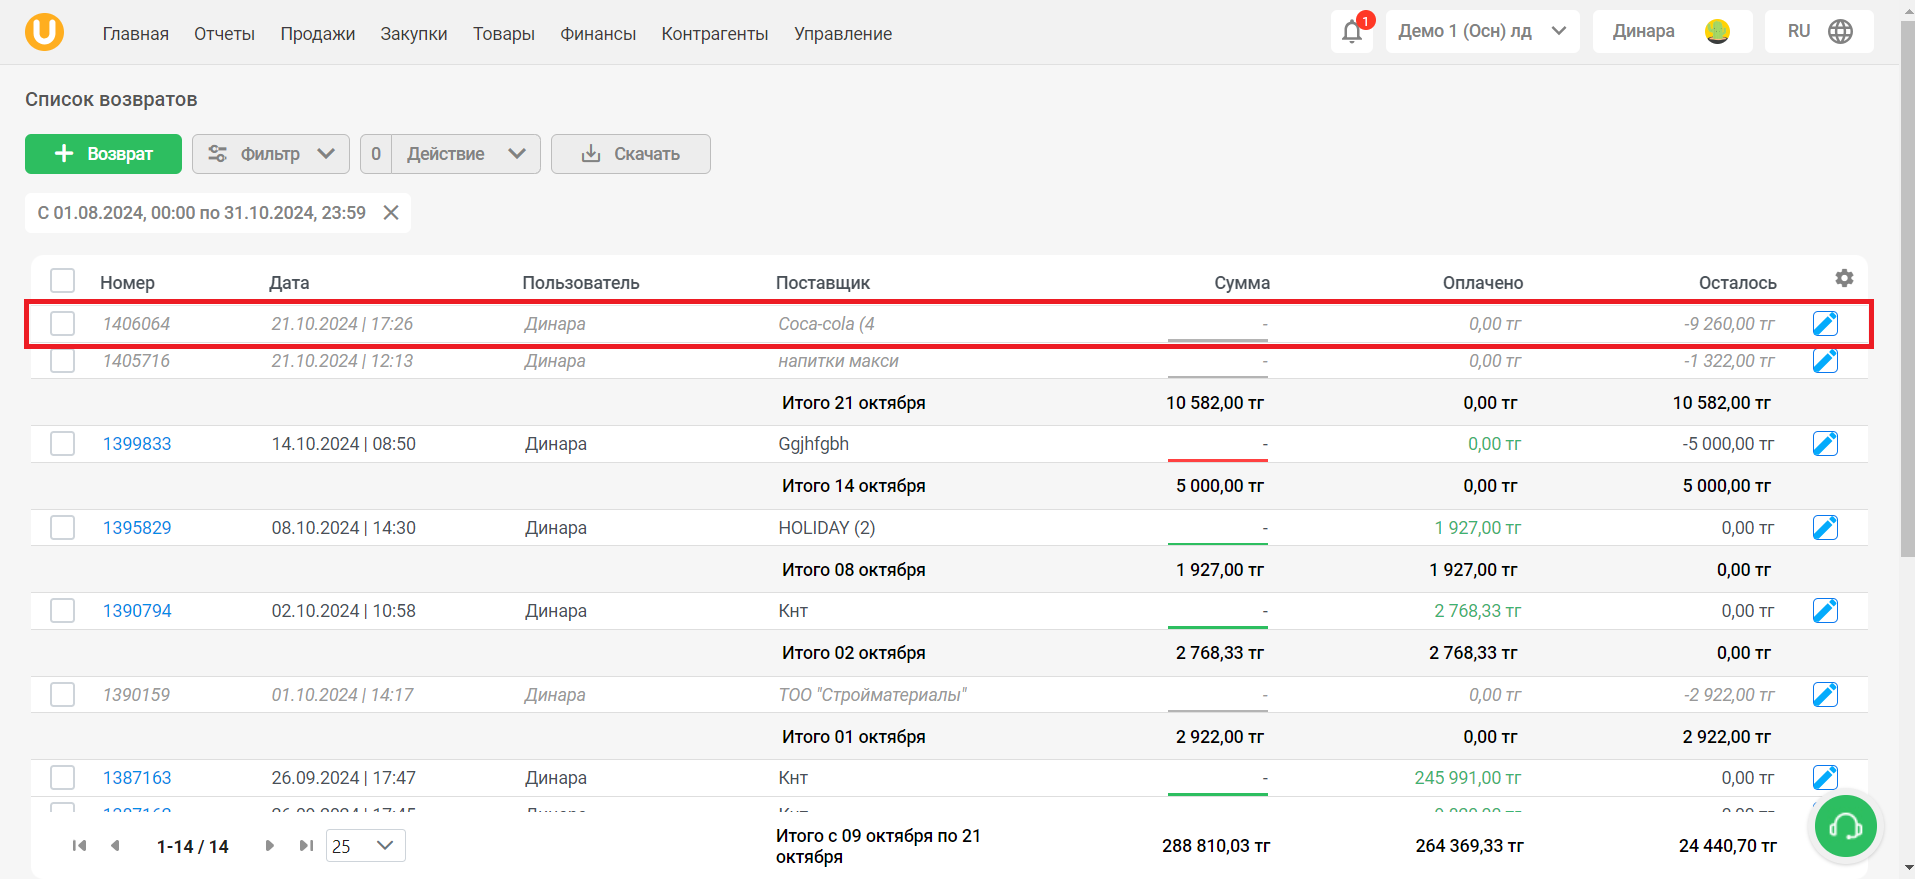 U Главная Отчеты Продажи Закупки Товары Финансы Контрагенты Управление 1 Демо 1 (Осн) лд Динара RU
Список возвратов
Возврат Фильтр 0 Действие Скачать
С 01.08.2024, 00:00 по 31.10.2024, 23:59
Номер Дата Пользователь Поставщик Сумма Оплачено Осталось
1406064 21.10.2024 | 17:26 Динара Coca-cola (4 - 0,00 тг -9 260,00 тг
1405716 21.10.2024 | 12:13 Динара напитки макси - 0,00 тг -1 322,00 тг
Итого 21 октября 10 582,00 тг 0,00 тг 10 582,00 тг
1399833 14.10.2024 | 08:50 Динара Ggjhfgbh - 0,00 тг -5 000,00 тг
Итого 14 октября 5 000,00 тг 0,00 тг 5 000,00 тг
1395829 08.10.2024 | 14:30 Динара HOLIDAY (2) - 1 927,00 тг 0,00 тг
Итого 08 октября 1 927,00 тг 1 927,00 тг 0,00 тг
1390794 02.10.2024 | 10:58 Динара Кнт - 2 768,33 тг 0,00 тг
Итого 02 октября 2 768,33 тг 2 768,33 тг 0,00 тг
1390159 01.10.2024 | 14:17 Динара ТОО "Стройматериалы" - 0,00 тг -2 922,00 тг
Итого 01 октября 2 922,00 тг 0,00 тг 2 922,00 тг
1387163 26.09.2024 | 17:47 Динара Кнт - 245 991,00 тг 0,00 тг
1-14 / 14 25 Итого с 09 октября по 21 288 810,03 тг 264 369,33 тг 24 440,70 тг
октября